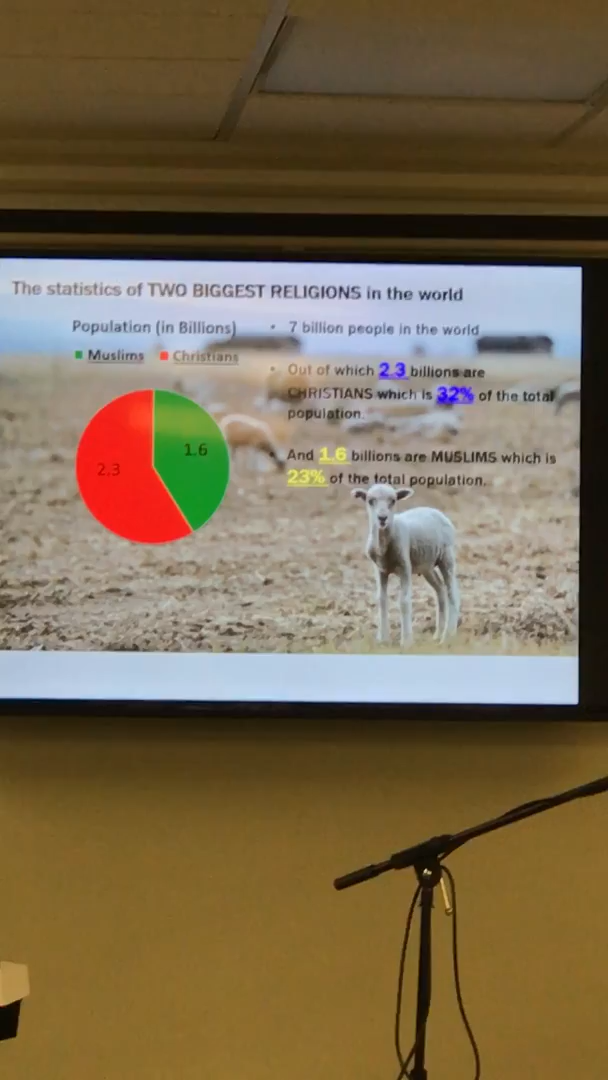 The statistics of TWO BIGGEST RELIGIONS in the world
Population (in Billions)
Muslims Christians
1.6
2.3
• 7 billion people in the world
• Out of which 2.3 billions are
CHRISTIANS which is 32% of the total
population.
• And 1.6 billions are MUSLIMS which is
23% of the total population.